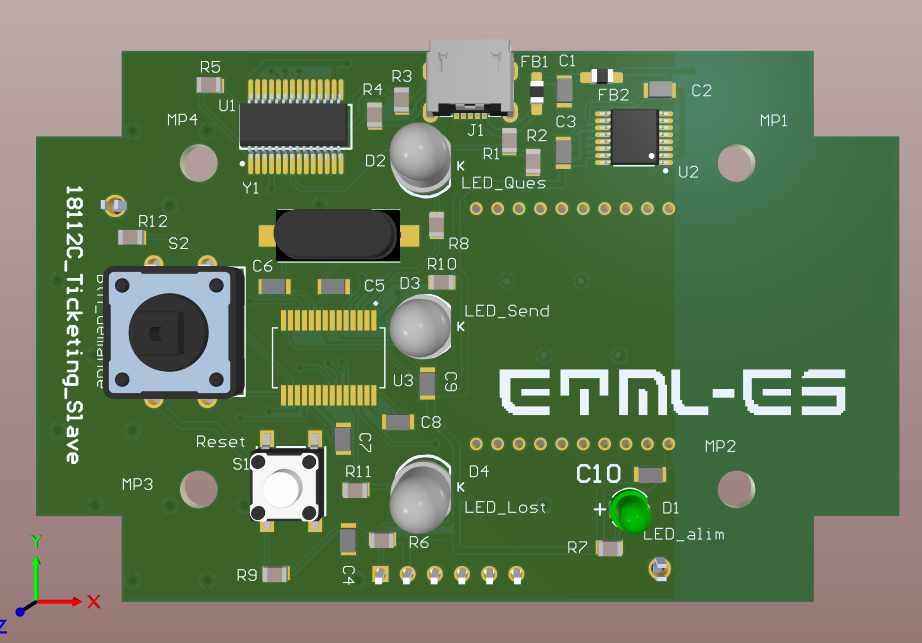 R5
U1
MP4
R4
R3
J1
FB1
C1
FB2
C2
MP1
C3
R2
R1
U2
D2
K
LED_Ques
Y1
18112C_Ticketing_Slave
R12
S2
R8
C6
C5
R10
D3
K
LED_Send
U3
C9
ETML-ES
C8
Reset
C7
MP2
S1
MP3
R11
D4
K
LED_Lost
C10
+
D1
LED_alim
R6
R7
R9
C4
Y
X
Z